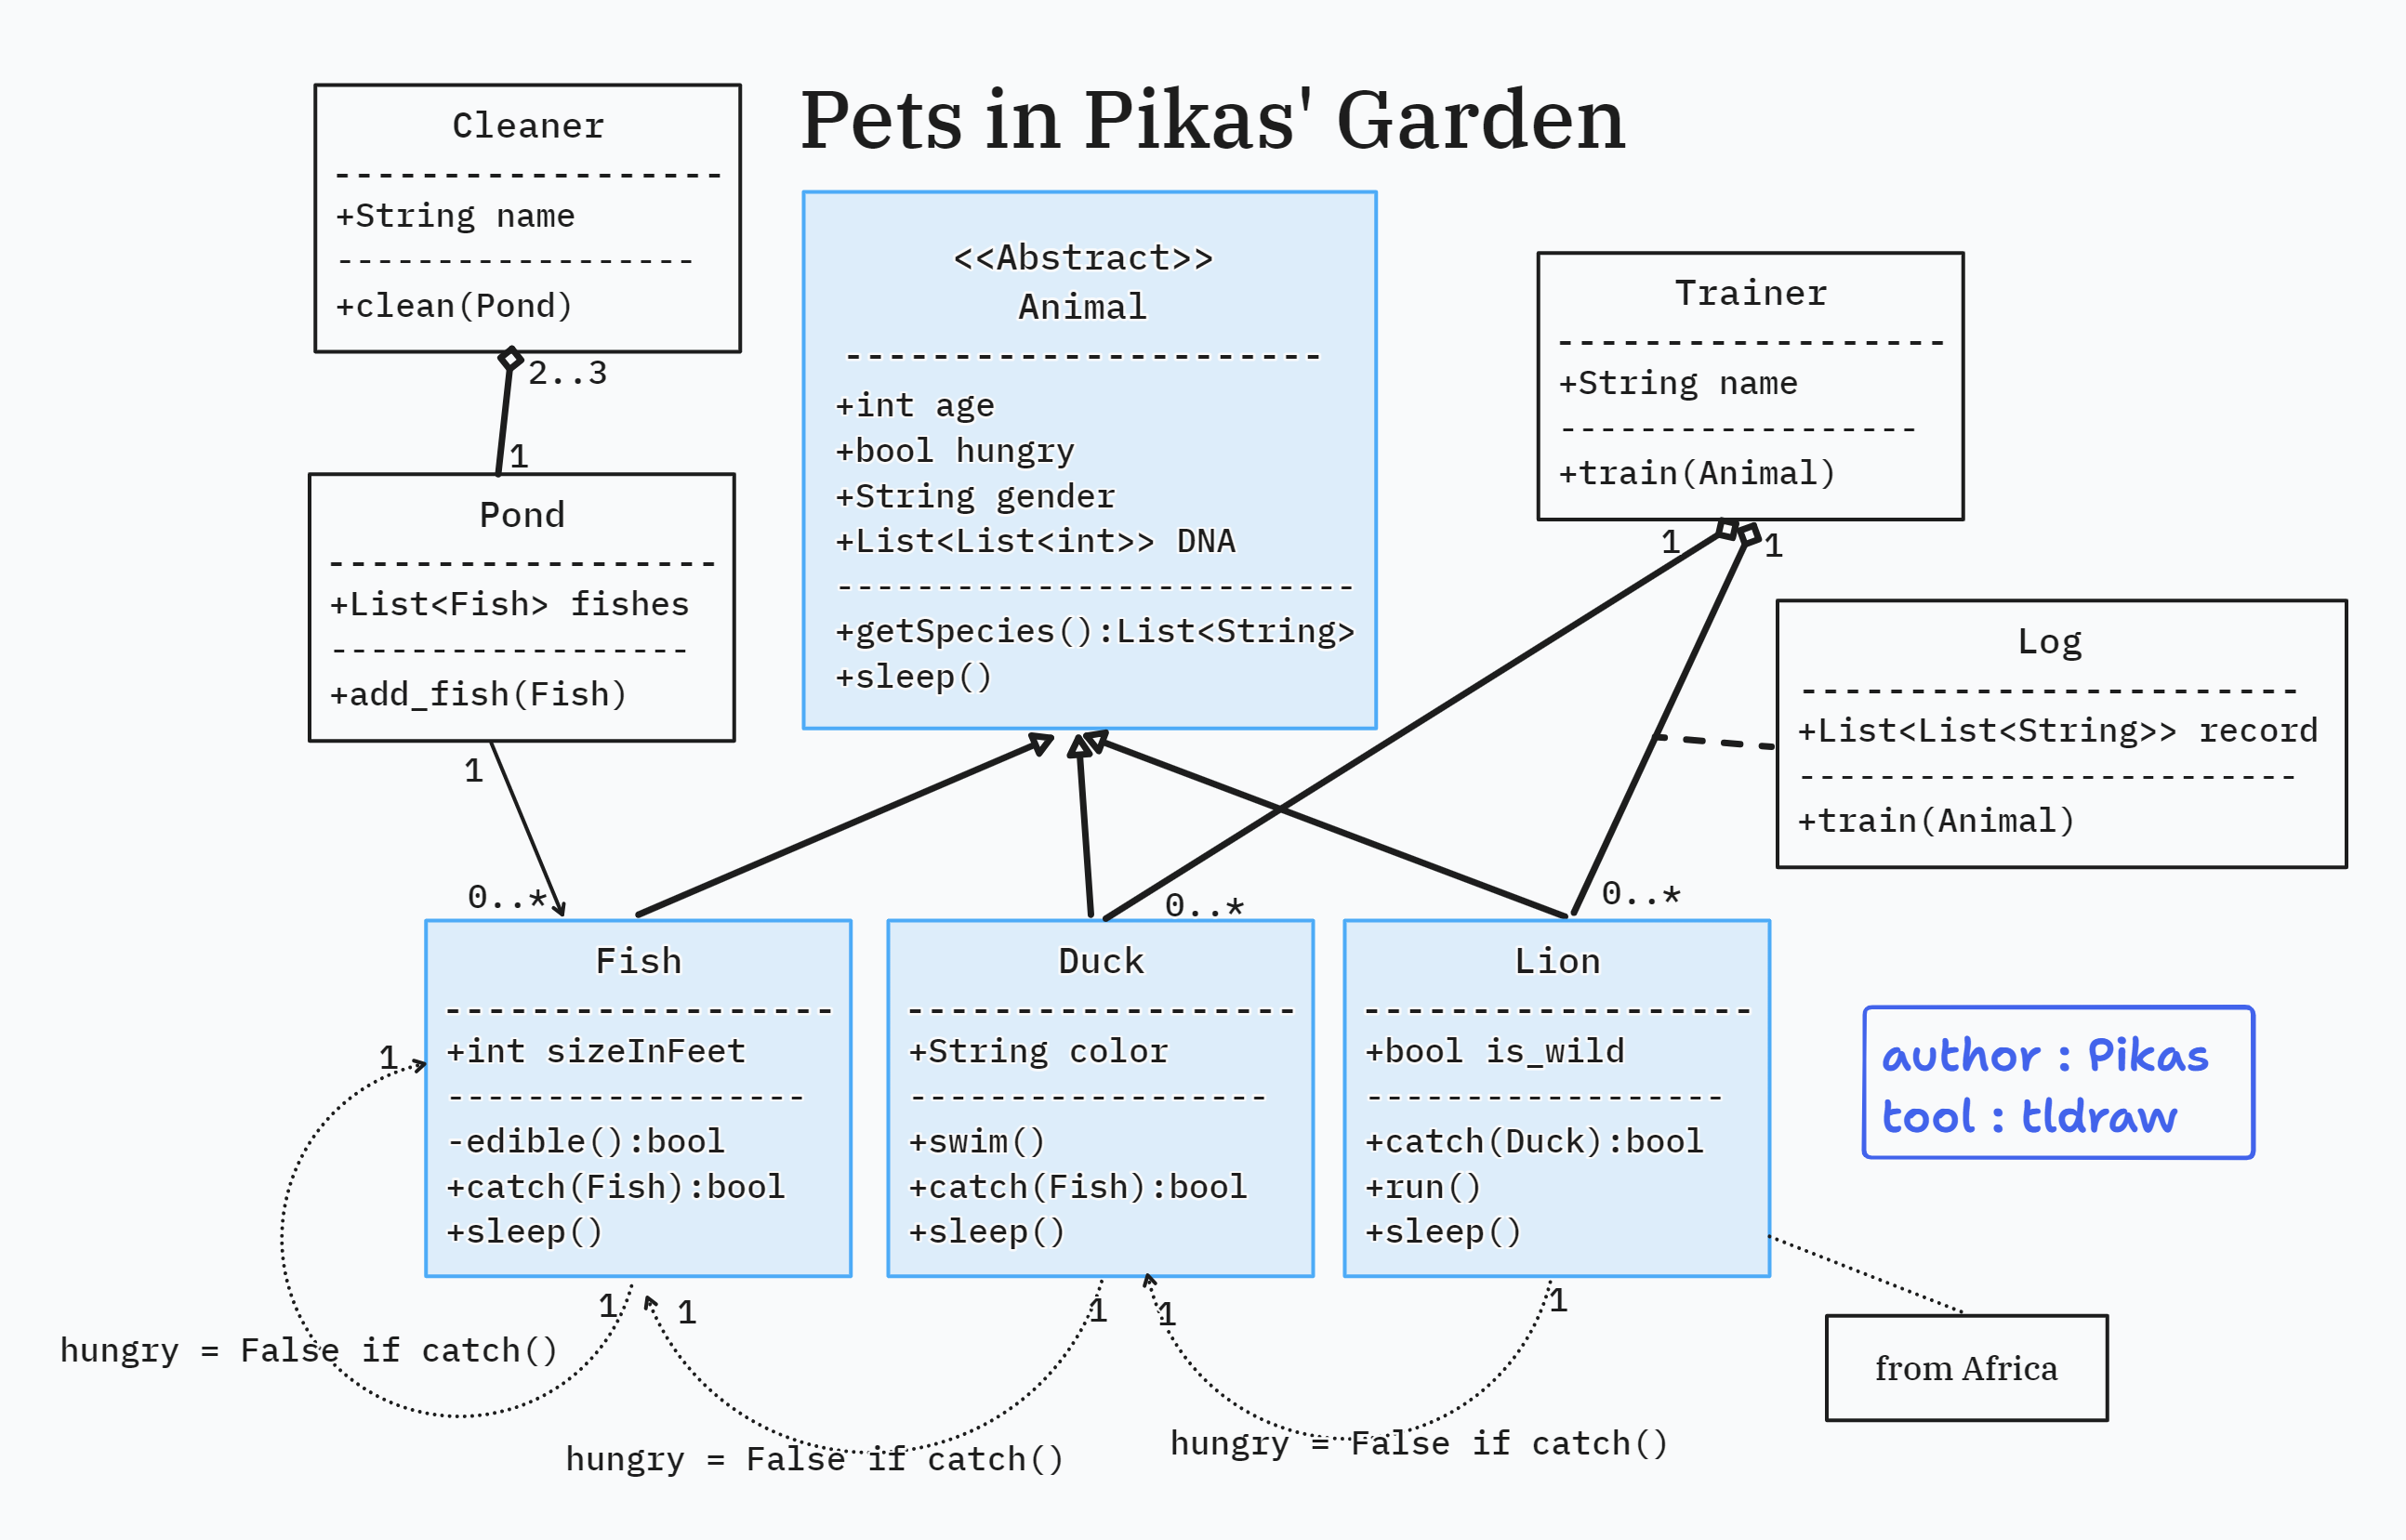 Pets in Pikas' Garden
Cleaner
------------------
+String name
------------------
+clean(Pond)
2..3
1
Pond
------------------
+List<Fish> fishes
------------------
+add_fish(Fish)
1
0..*
<<Abstract>>
Animal
----------------------
+int age
+bool hungry
+String gender
+List<List<int>> DNA
--------------------------
+getSpecies():List<String>
+sleep()
Trainer
------------------
+String name
------------------
+train(Animal)
1
1
Log
-----------------------
+List<List<String>> record
-------------------------
+train(Animal)
0..*
0..*
Fish
------------------
+int sizeInFeet
------------------
-edible():bool
+catch(Fish):bool
+sleep()
Duck
------------------
+String color
------------------
+swim()
+catch(Fish):bool
+sleep()
Lion
------------------
+bool is_wild
------------------
+catch(Duck):bool
+run()
+sleep()
author : Pikas
tool : tldraw
1
1
hungry = False if catch()
1
1
hungry = False if catch()
1
1
hungry = False if catch()
from Africa